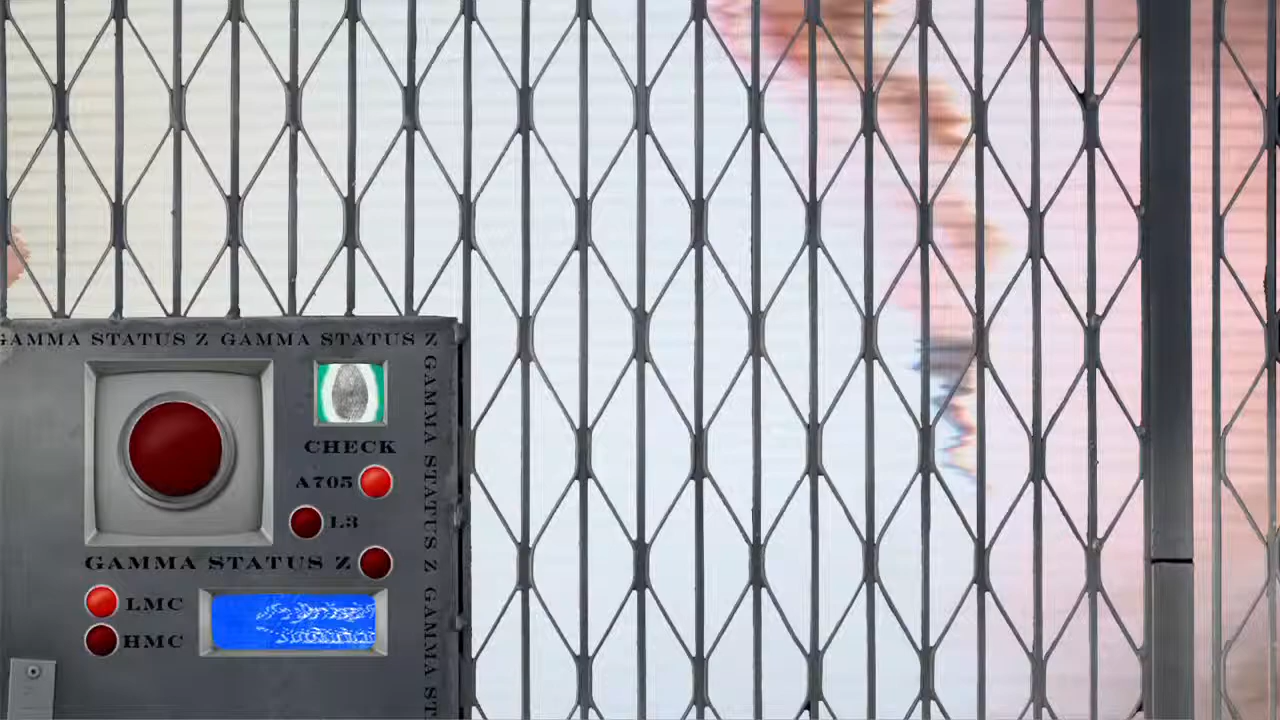 GAMMA STATUS Z GAMMA STATUS Z
GAMMA STATUS Z GAMMA ST
CHECK
A705
L3
GAMMA STATUS Z
LMC
HMC